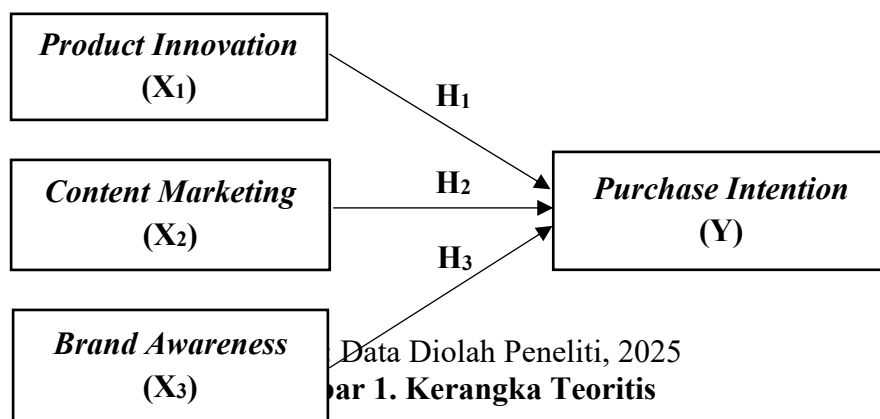 Product Innovation
(X1)
H1
Content Marketing
(X2)
H2
Purchase Intention
(Y)
H3
Brand Awareness
(X3)
Data Diolah Peneliti, 2025
1. Kerangka Teoritis